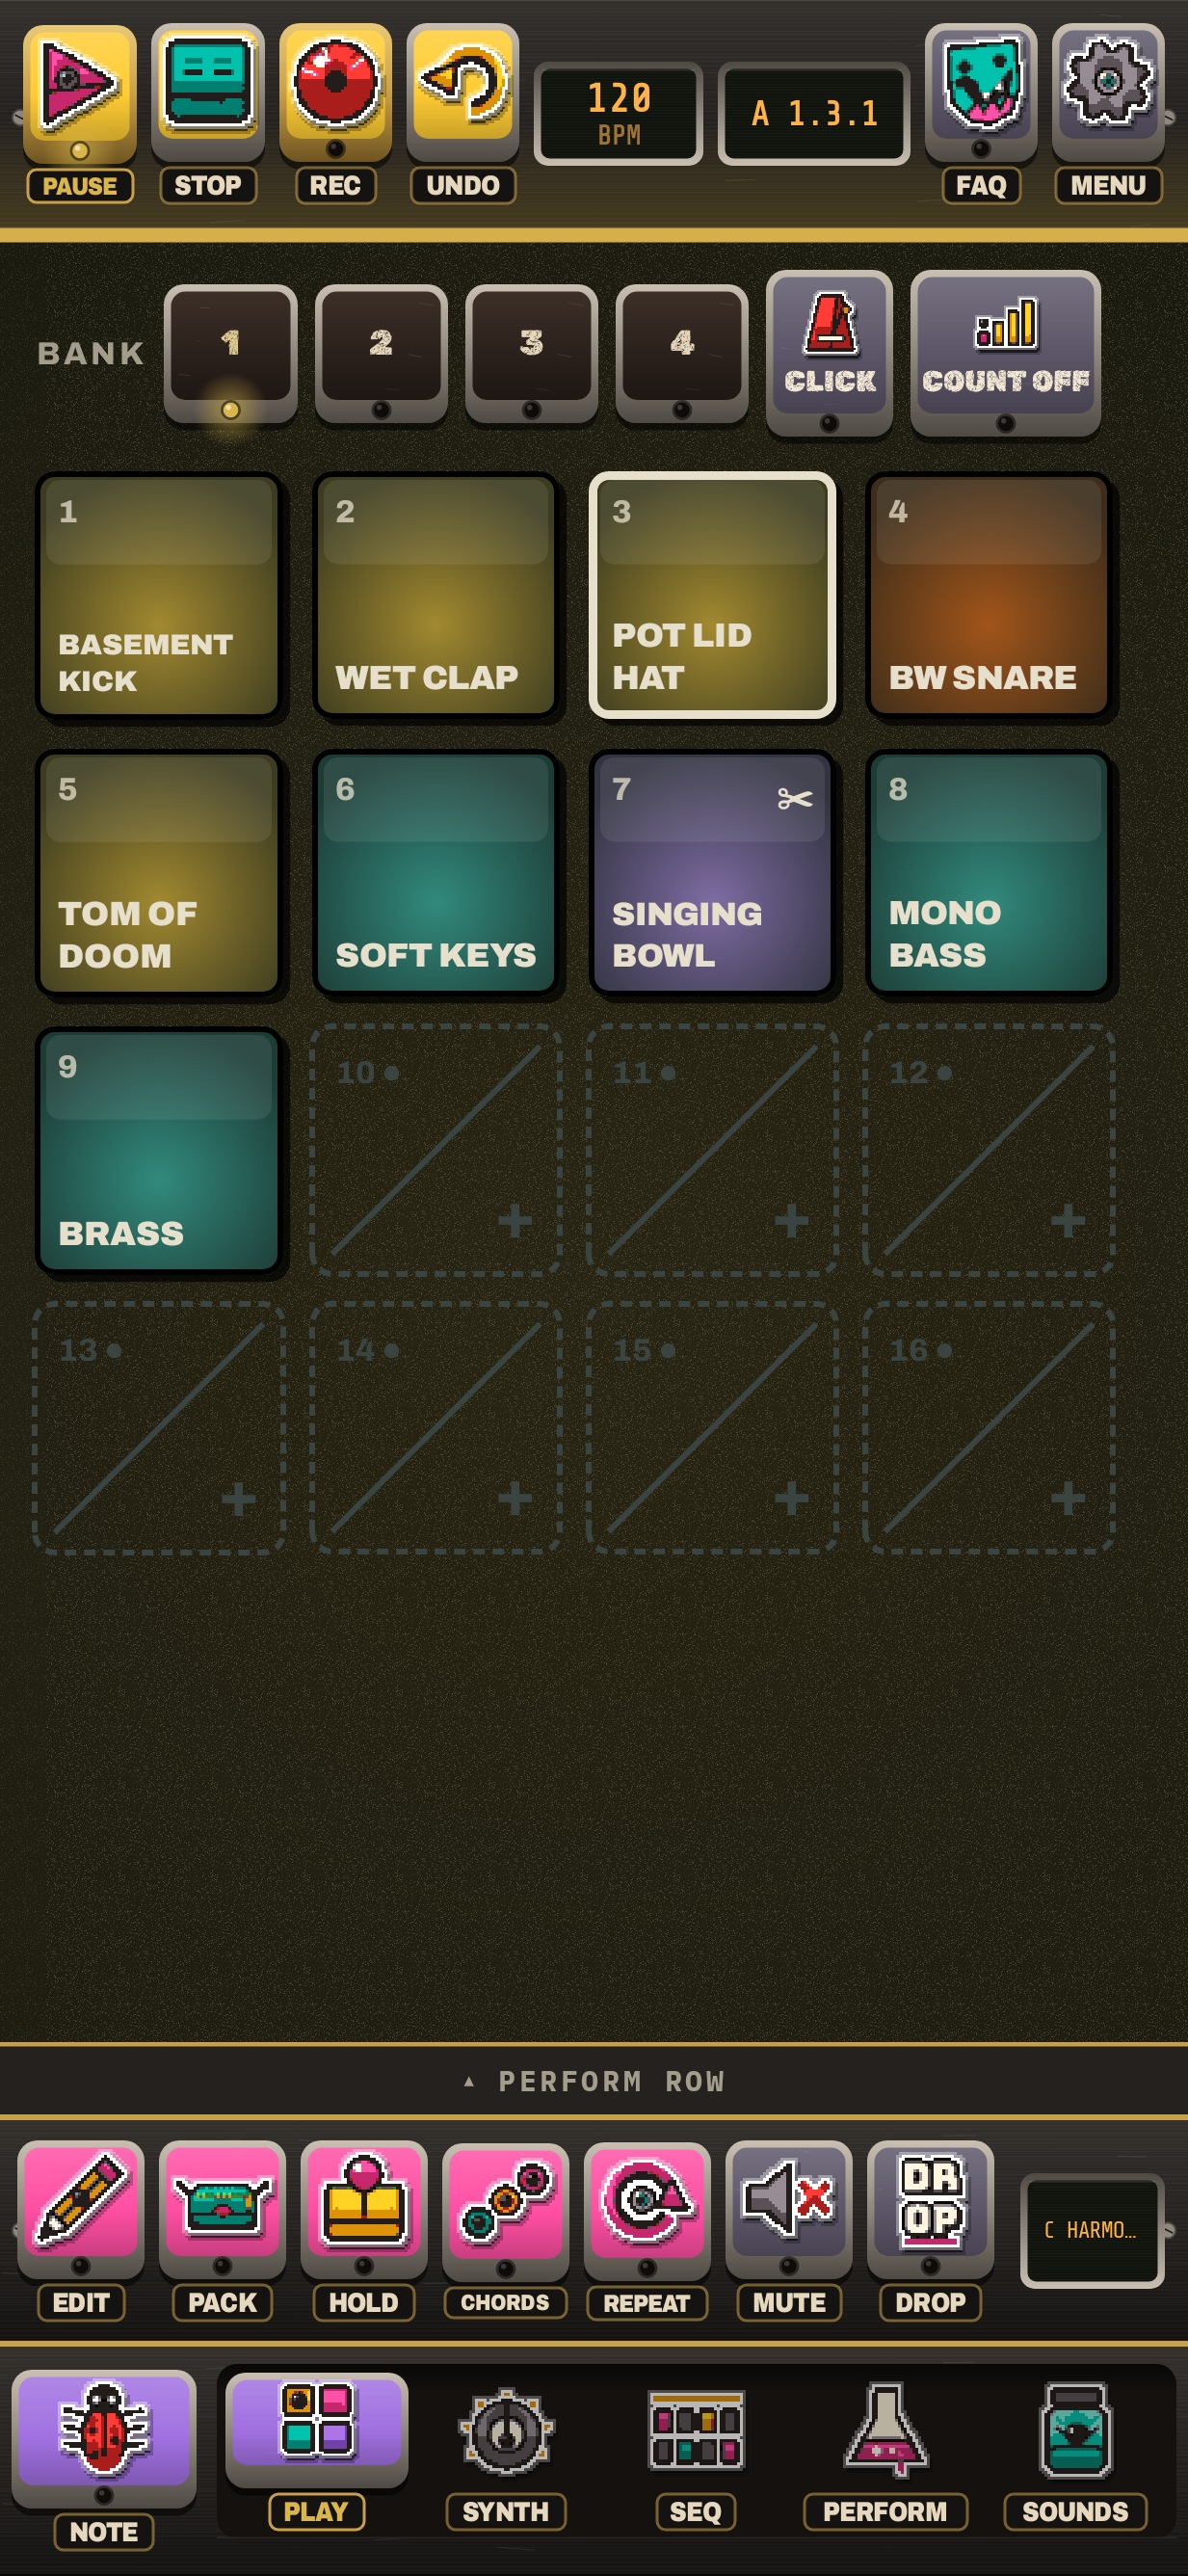 120
BPM
A 1.3.1
PAUSE STOP REC UNDO FAQ MENU
BANK 1 2 3 4 CLICK COUNT OFF
1 2 3 4
BASEMENT
KICK
WET CLAP
POT LID
HAT
BW SNARE
5 6 7 8
TOM OF
DOOM
SOFT KEYS
SINGING
BOWL
MONO
BASS
9 10 11 12
BRASS
13 14 15 16
▲ PERFORM ROW
DR
OP
C HARMO…
EDIT PACK HOLD CHORDS REPEAT MUTE DROP
NOTE PLAY SYNTH SEQ PERFORM SOUNDS